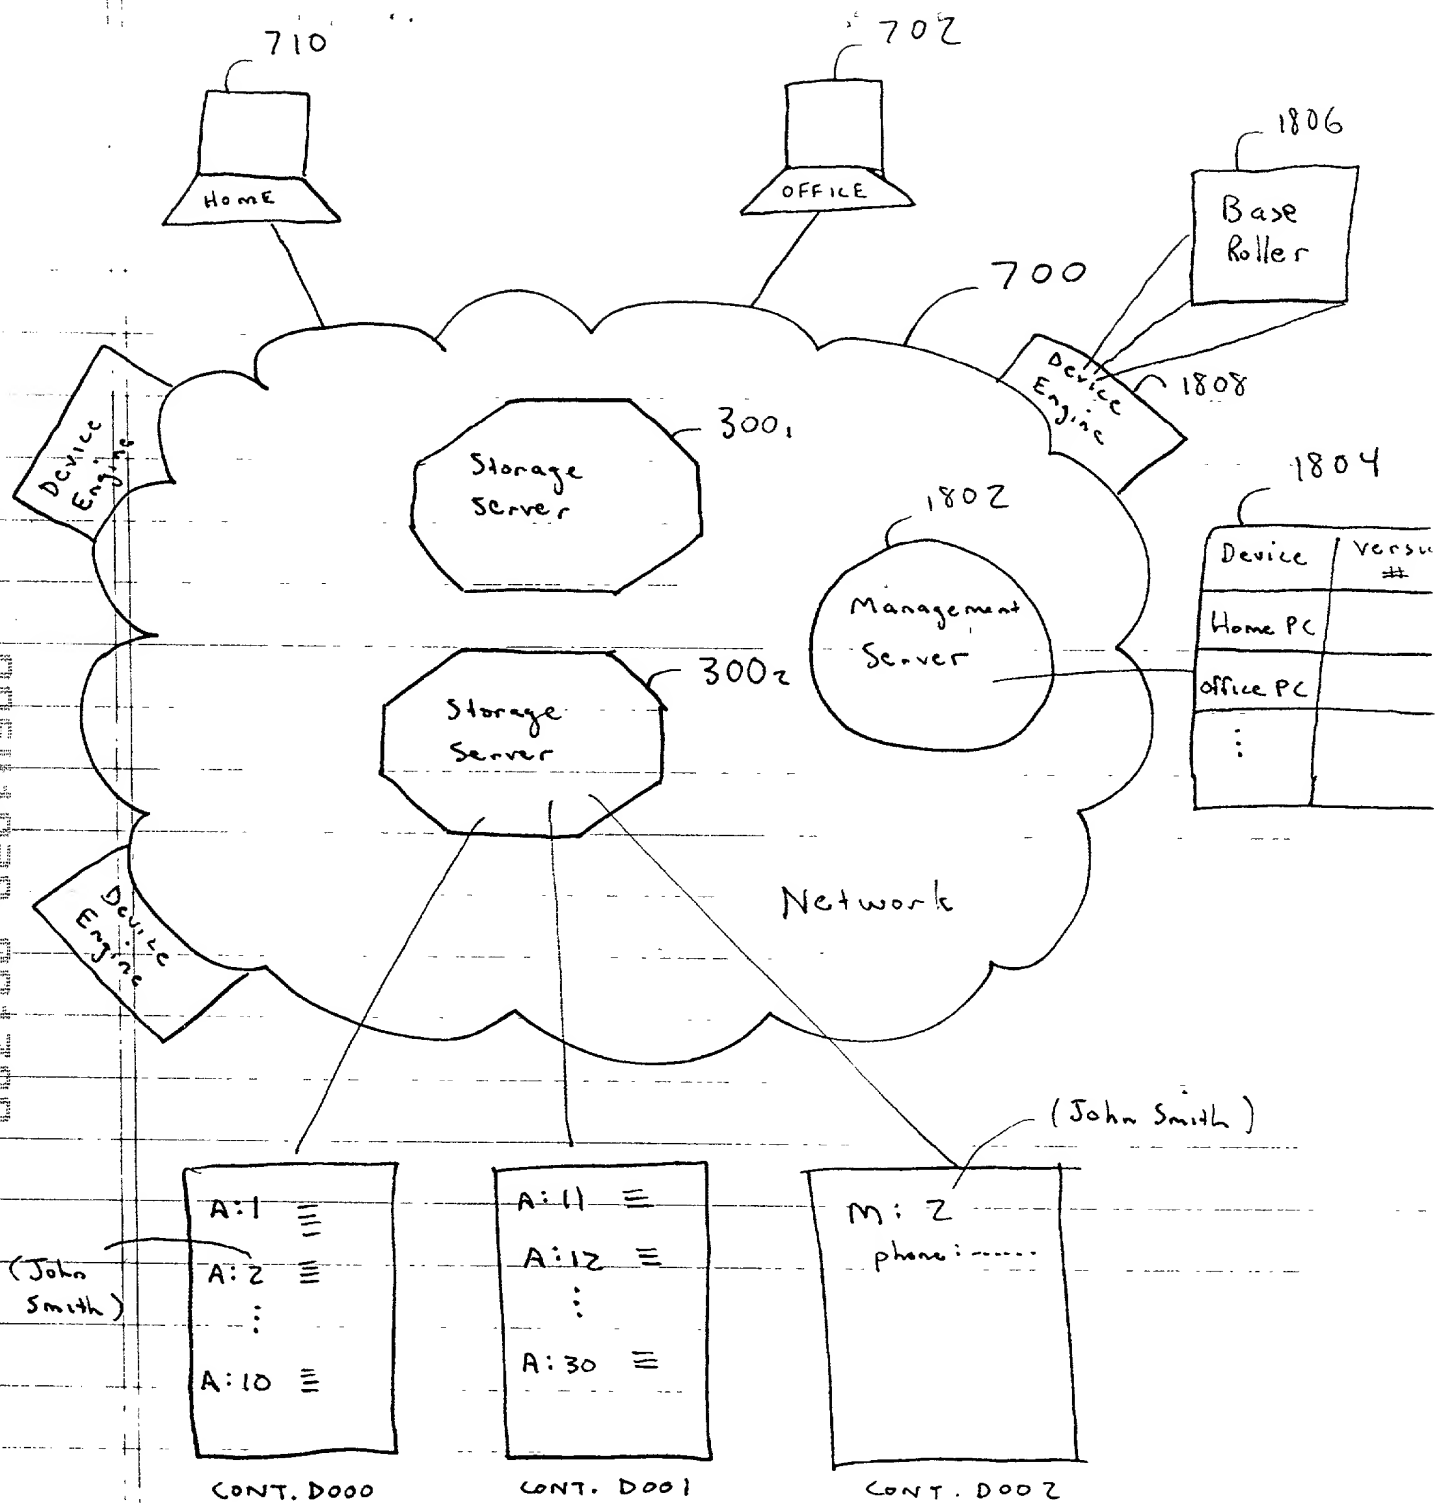 710
702
1806
HOME
OFFICE
Base
Roller
700
Device
Engine
1808
Device
Engine
300₁
Storage
Server
1804
1802
Device
#
Management
Server
Home PC
300₂
Office PC
Storage
Server
Network
Device
Engine
(John Smith)
A:1
A:11
M: 2
phone:------
A:2
A:12
(John
Smith)
A:10
A:30
CONT. D000
CONT. D001
CONT. D002